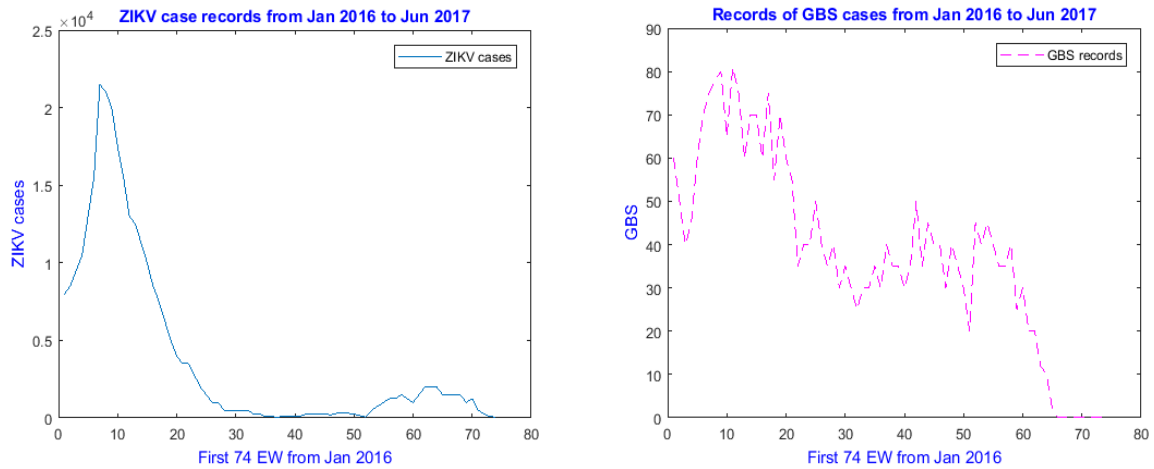 ZIKV case records from Jan 2016 to Jun 2017
×10⁴
2.5
2
1.5
1
0.5
0
ZIKV cases
ZIKV cases
0 10 20 30 40 50 60 70 80
First 74 EW from Jan 2016
Records of GBS cases from Jan 2016 to Jun 2017
90
80
70
60
50
40
30
20
10
0
GBS
GBS records
0 10 20 30 40 50 60 70 80
First 74 EW from Jan 2016